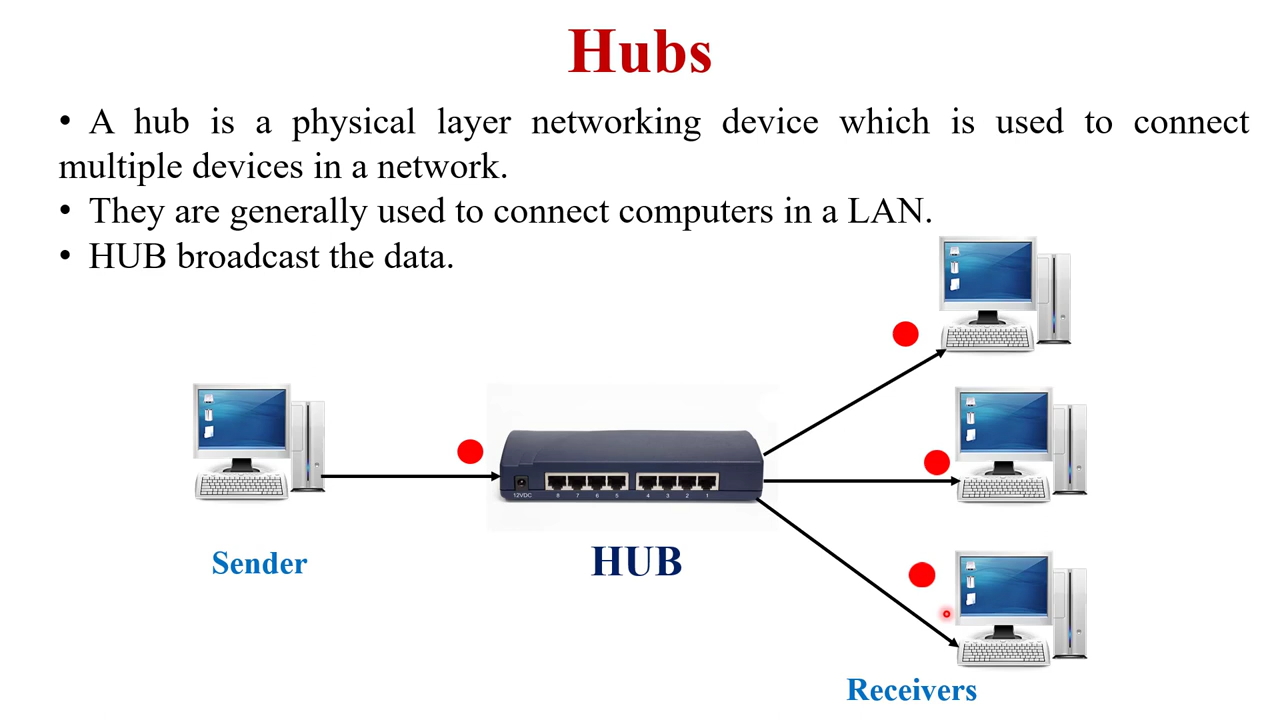 Hubs
• A hub is a physical layer networking device which is used to connect
multiple devices in a network.
• They are generally used to connect computers in a LAN.
• HUB broadcast the data.
12VDC 8 7 6 5 4 3 2 1
Sender
HUB
Receivers